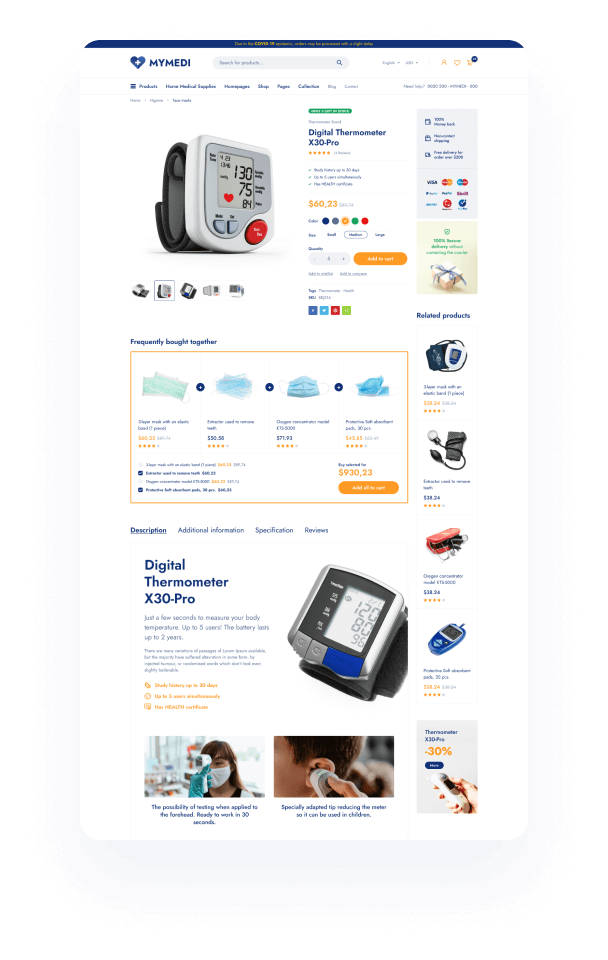 Due to the COVID 19 epidemic, orders may be processed with a slight delay
MYMEDI
Search for products...
English
USD
Products
Home Medical Supplies
Homepages
Shop
Pages
Collection
Blog
Contact
Need help? 0020 500 - MYMEDI - 000
Home
Hygiene
Face masks
Thermometer Brand
Digital Thermometer
X30-Pro
Study history up to 30 days
Up to 5 users simultaneously
Has HEALTH certificate
$60,23 $89,74
Color
Size Small Medium Large
Quantity
- 5 + Add to cart
Add to wishlist Add to compare
Tags Thermometer Health
100%
Money back
Non-contact
shipping
Free delivery for
order over $200
VISA
PayPal
Skrill
100% Secure
delivery without
contacting the courier
130
75
84
Related products
3 layer mask with an
elastic band (1 piece)
$38.24 $38.24
Extractor used to remove
teeth
$38.24
Oxygen concentrator
model KTS-5000
$38.24
Protective Soft absorbent
pads, 30 pcs.
$38.24 $38.24
Thermometer
X30-Pro
-30%
More
Frequently bought together
3 layer mask with an elastic
band (1 piece)
$60,23 $89,74
Extractor used to remove
teeth
$50.58
Oxygen concentrator model
KTS-5000
$71.93
Protective Soft absorbent
pads, 30 pcs.
3 layer mask with an elastic band (1 piece) $60,23 $89,74
Extractor used to remove teeth $60,23
Oxygen concentrator model KTS-5000 $60,23 $89,74
Protective Soft absorbent pads, 30 pcs $60,23
Buy selected for
$930,23
Add all to cart
Description
Additional information
Specification
Reviews
Digital
Thermometer
X30-Pro
Just a few seconds to measure your body
temperature. Up to 5 users! The battery lasts
up to 2 years.
There are many variations of passages of Lorem Ipsum available,
but the majority have suffered alteration in some form, by
injected humour, or randomised words which don't look even
slightly believable.
Study history up to 30 days
Up to 5 users simultaneously
Has HEALTH certificate
The possibility of testing when applied to
the forehead. Ready to work in 30
seconds.
Specially adapted tip reducing the meter
so it can be used in children.